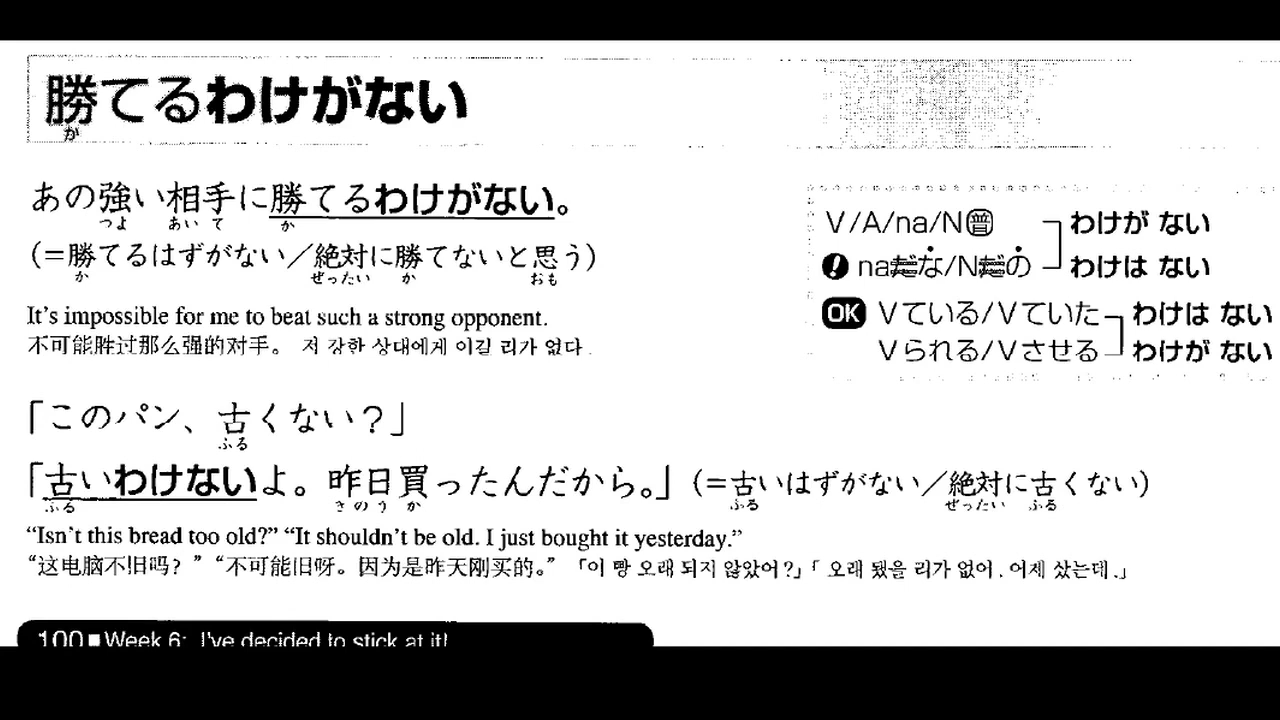 勝てるわけがない
か
あの強い相手に勝てるわけがない。
つよ あい て か
(＝勝てるはずがない／絶対に勝てないと思う)
か ぜったい か おも
It's impossible for me to beat such a strong opponent.
不可能胜过那么强的对手。 저 강한 상대에게 이길 리가 없다.
V/A/na/N㊩ わけが ない
! naだな/Nだの わけは ない
OK Vている/Vていた わけは ない
Vられる/Vさせる わけが ない
「このパン、古くない？」
ふる
「古いわけないよ。昨日買ったんだから。」(＝古いはずがない／絶対に古くない)
ふる きのう か ふる ぜったい ふる
“Isn't this bread too old?” “It shouldn't be old. I just bought it yesterday.”
“这电脑不旧吗？”“不可能旧呀。因为是昨天刚买的。” 「이 빵 오래 되지 않았어?」「오래 됐을 리가 없어. 어제 샀는데.」
100■Week 6: I've decided to stick at it!